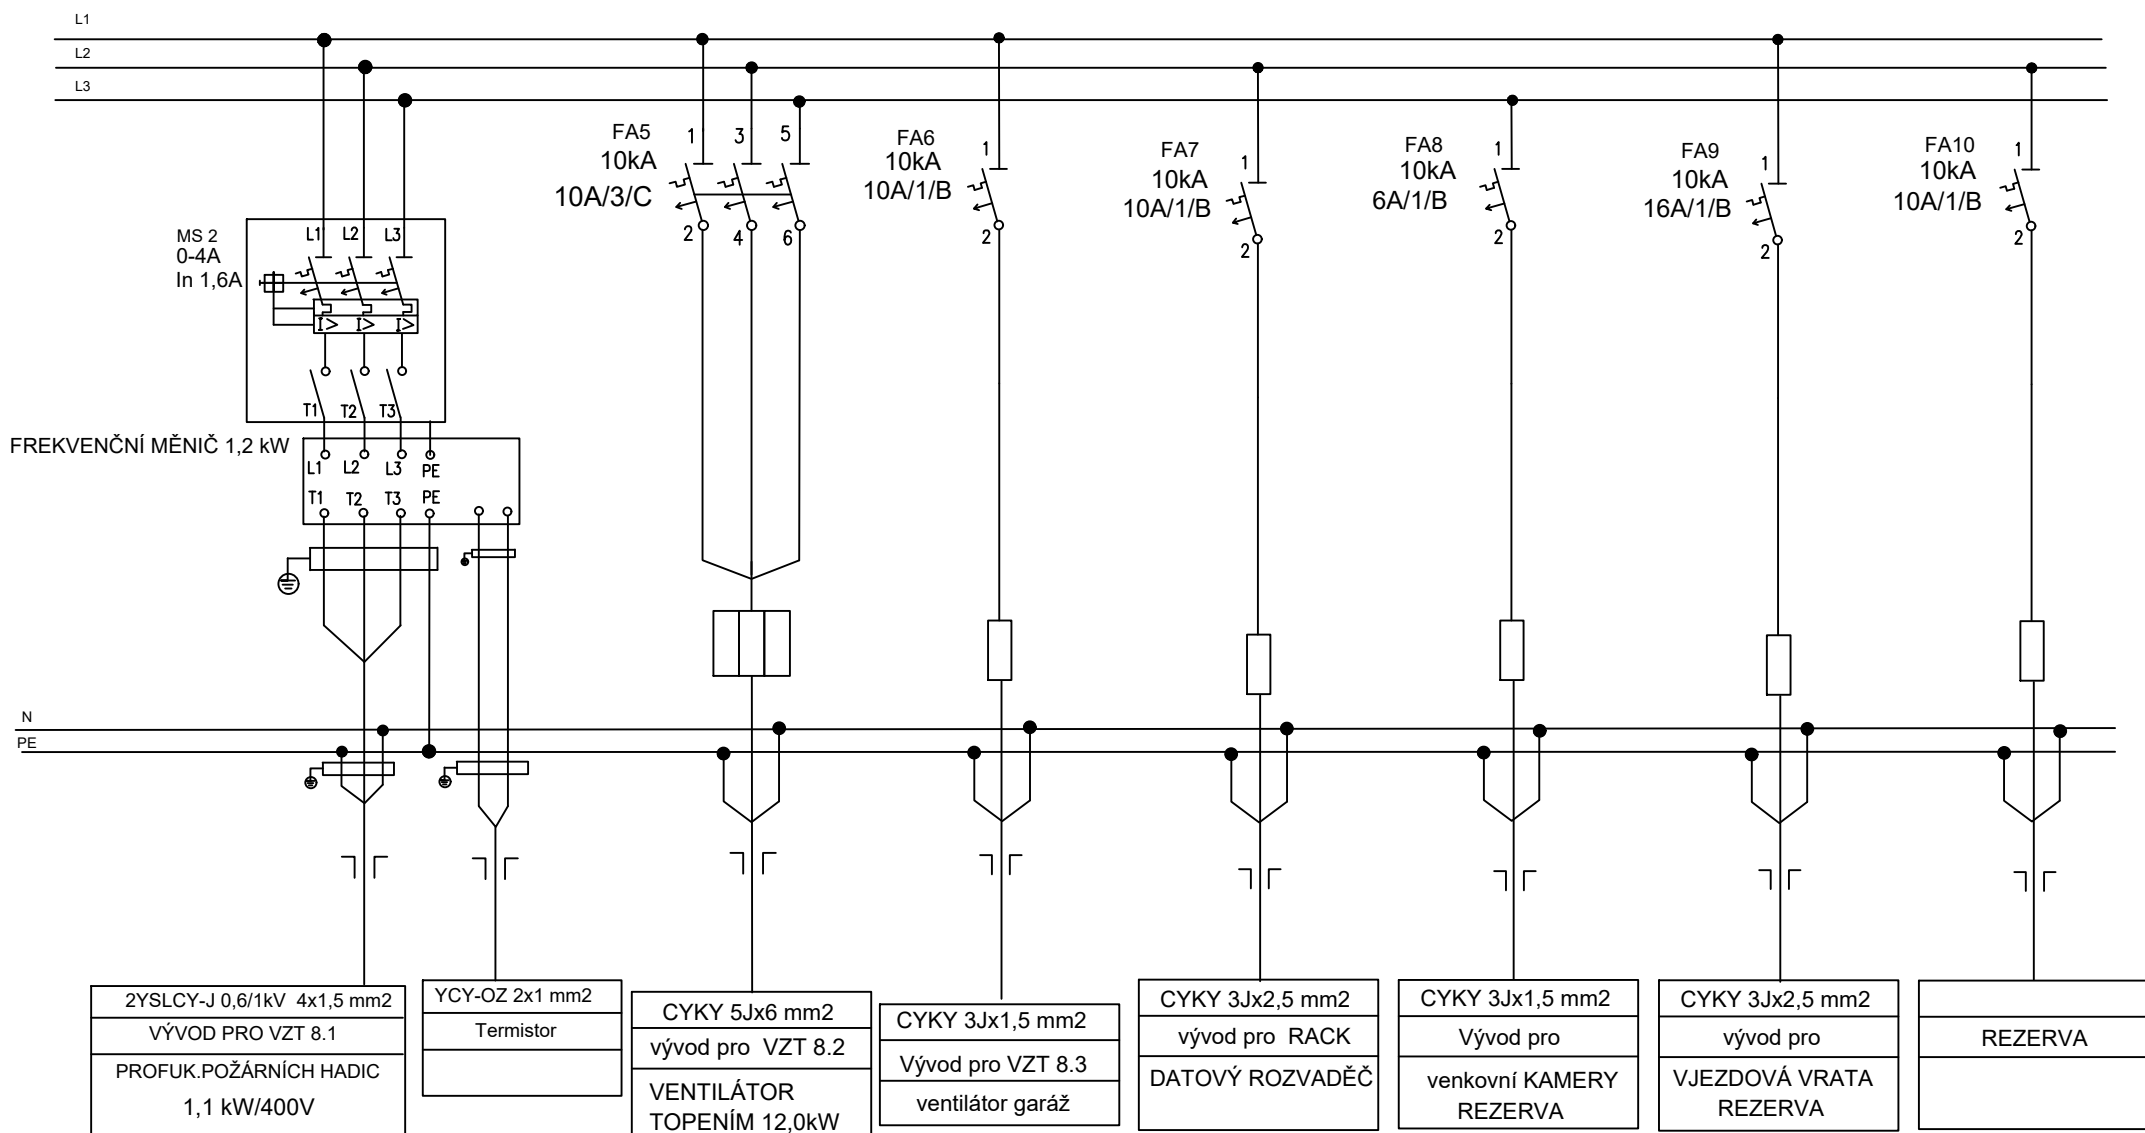 L1
L2
L3
MS 2
0-4A
In 1,6A
L1 L2 L3
I> I> I>
T1 T2 T3
FREKVENČNÍ MĚNIČ 1,2 kW
L1 L2 L3 PE
T1 T2 T3 PE
FA5
10kA
10A/3/C
1 3 5
2 4 6
FA6
10kA
10A/1/B
1
2
FA7
10kA
10A/1/B
1
2
FA8
10kA
6A/1/B
1
2
FA9
10kA
16A/1/B
1
2
FA10
10kA
10A/1/B
1
2
N
PE
2YSLCY-J 0,6/1kV 4x1,5 mm2
VÝVOD PRO VZT 8.1
PROFUK.POŽÁRNÍCH HADIC
1,1 kW/400V
YCY-OZ 2x1 mm2
Termistor
CYKY 5Jx6 mm2
vývod pro VZT 8.2
VENTILÁTOR
TOPENÍM 12,0kW
CYKY 3Jx1,5 mm2
Vývod pro VZT 8.3
ventilátor garáž
CYKY 3Jx2,5 mm2
vývod pro RACK
DATOVÝ ROZVADĚČ
CYKY 3Jx1,5 mm2
Vývod pro
venkovní KAMERY
REZERVA
CYKY 3Jx2,5 mm2
vývod pro
VJEZDOVÁ VRATA
REZERVA
REZERVA